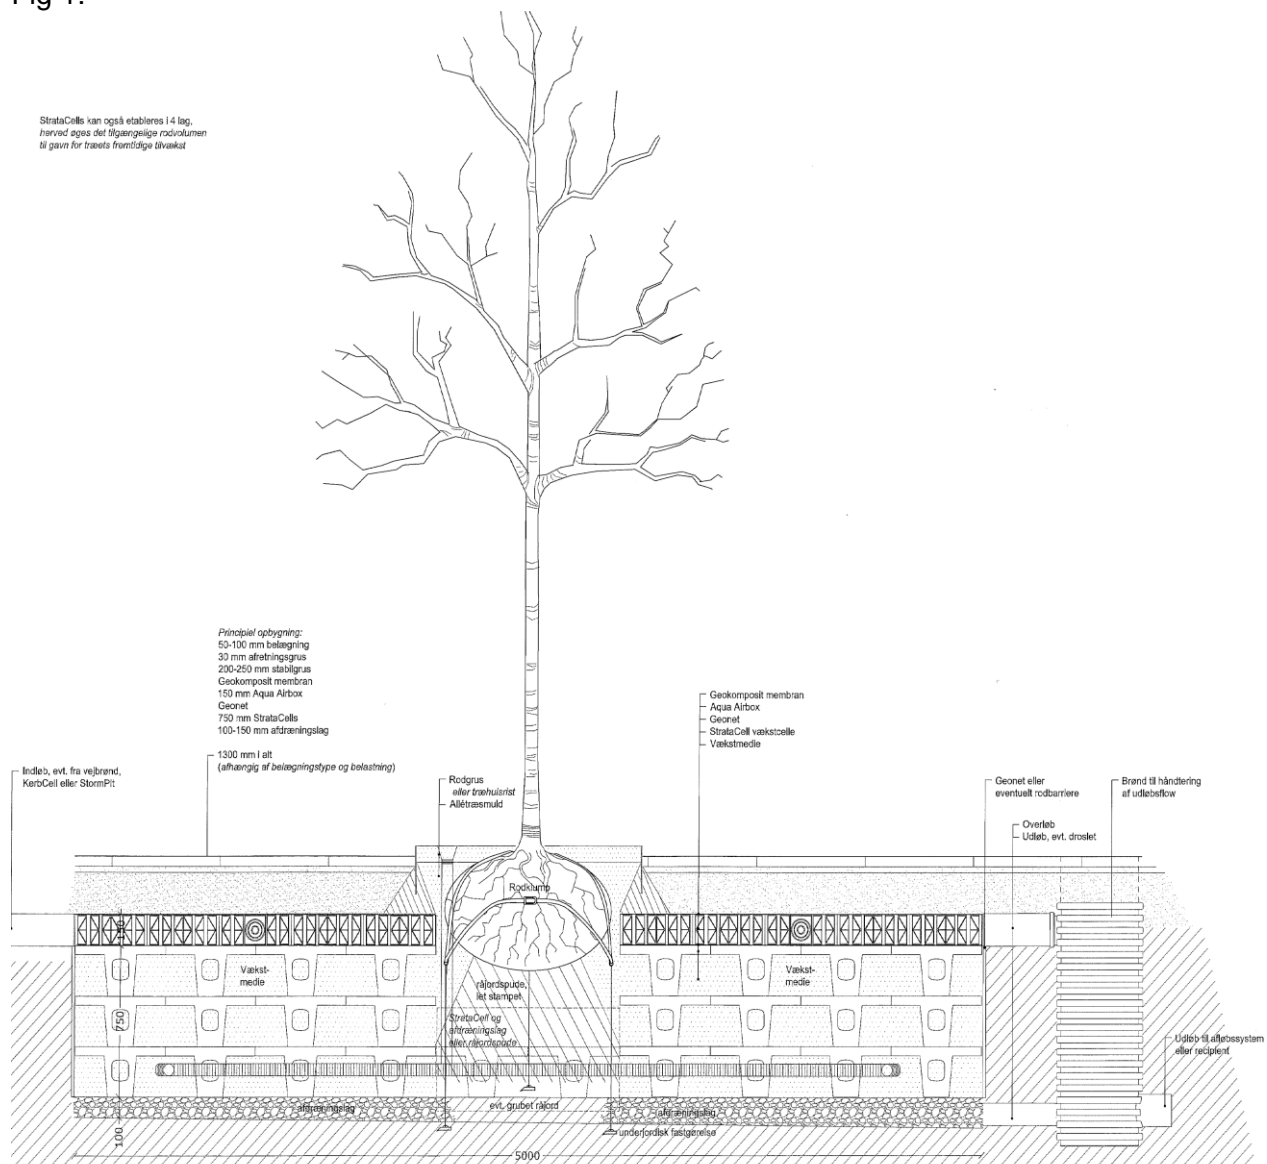 Fig 1.
StrataCells kan også etableres i 4 lag,
herved øges det tilgængelige rodvolumen
til gavn for træets fremtidige tilvækst
Principiel opbygning:
50-100 mm belægning
30 mm afretningsgrus
200-250 mm stabilgrus
Geokomposit membran
150 mm Aqua Airbox
Geonet
750 mm StrataCells
100-150 mm afdræningslag
1300 mm i alt
(afhængig af belægningstype og belastning)
Indløb, evt. fra vejbrønd,
KerbCell eller StormPit
Rodgrus
eller træhulsrist
Allétræsmuld
Geokomposit membran
Aqua Airbox
Geonet
StrataCell vækstcelle
Vækstmedie
Geonet eller
eventuelt rodbarriere
Overløb
Udløb, evt. droslet
Brønd til håndtering
af udløbsflow
Rodklump
150
Vækst-
medie
Vækst-
medie
råjordspude,
let stampet
750
StrataCell og
afdræningslag
eller råjordspude
Udløb til afløbssystem
eller recipient
afdræningslag
evt. grubet råjord
afdræningslag
100
underjordisk fastgørelse
5000